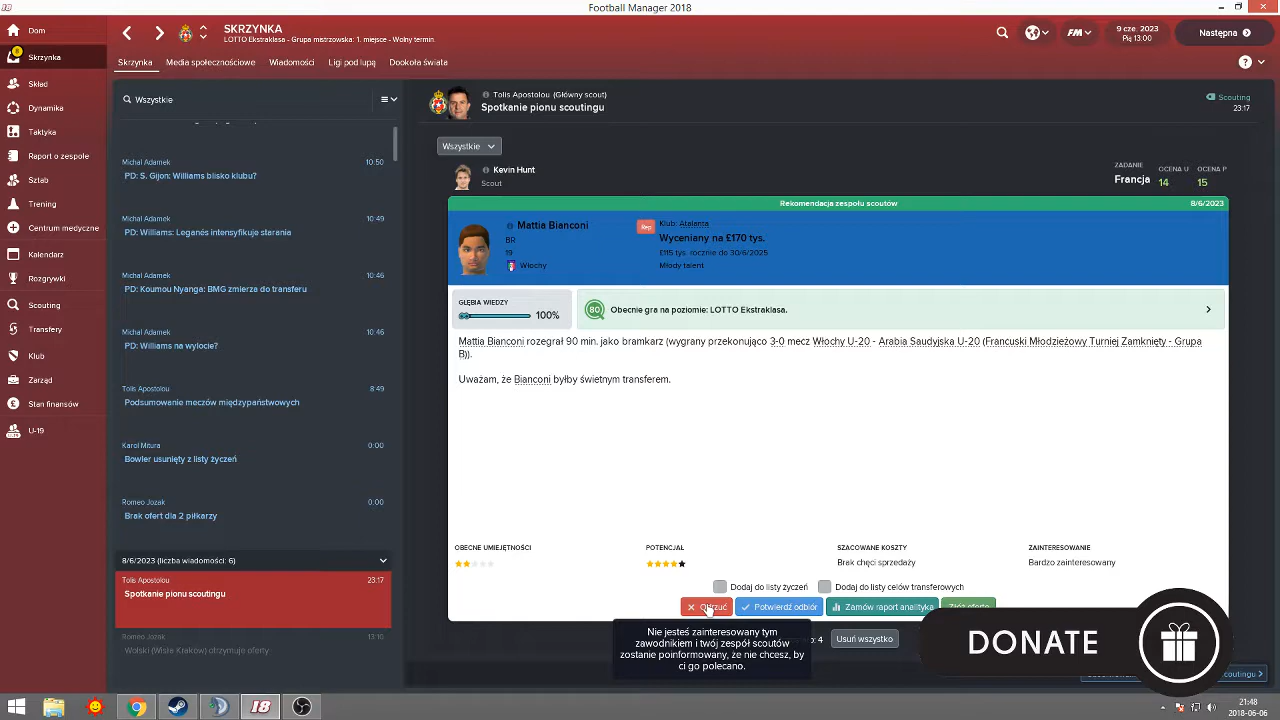 18
Football Manager 2018
Dom
8
Skrzynka
Skład
Dynamika
Taktyka
Raport o zespole
Sztab
Trening
Centrum medyczne
Kalendarz
Rozgrywki
Scouting
Transfery
Klub
Zarząd
Stan finansów
U-19
SKRZYNKA
LOTTO Ekstraklasa - Grupa mistrzowska: 1. miejsce - Wolny termin.
FM
9 cze. 2023
Pią 13:00
Następna
Skrzynka
Media społecznościowe
Wiadomości
Ligi pod lupą
Dookoła świata
?
Wszystkie
Michal Adamek 10:50
PD: S. Gijon: Williams blisko klubu?
Michal Adamek 10:49
PD: Williams: Leganés intensyfikuje starania
Michal Adamek 10:46
PD: Koumou Nyanga: BMG zmierza do transferu
Michal Adamek 10:46
PD: Williams na wylocie?
Tolis Apostolou 8:49
Podsumowanie meczów międzypaństwowych
Karol Mitura 0:00
Bowler usunięty z listy życzeń
Romeo Jozak 0:00
Brak ofert dla 2 piłkarzy
8/6/2023 (liczba wiadomości: 6)
Tolis Apostolou 23:17
Spotkanie pionu scoutingu
Romeo Jozak 13:10
Wolski (Wisła Kraków) otrzymuje oferty
Tolis Apostolou (Główny scout)
Spotkanie pionu scoutingu
Scouting
23:17
Wszystkie
Kevin Hunt
Scout
ZADANIE
Francja
OCENA U
14
OCENA P
15
Rekomendacja zespołu scoutów 8/6/2023
Mattia Bianconi
BR
19
Włochy
Rep
Klub: Atalanta
Wyceniany na £170 tys.
£115 tys. rocznie do 30/6/2025
Młody talent
GŁĘBIA WIEDZY
100%
80
Obecnie gra na poziomie: LOTTO Ekstraklasa.
Mattia Bianconi rozegrał 90 min. jako bramkarz (wygrany przekonująco 3-0 mecz Włochy U-20 - Arabia Saudyjska U-20 (Francuski Młodzieżowy Turniej Zamknięty - Grupa
B)).
Uważam, że Bianconi byłby świetnym transferem.
OBECNE UMIEJĘTNOŚCI
POTENCJAŁ
SZACOWANE KOSZTY
Brak chęci sprzedaży
ZAINTERESOWANIE
Bardzo zainteresowany
Dodaj do listy życzeń
Dodaj do listy celów transferowych
Odrzuć
Potwierdź odbiór
Zamów raport analityka
Złóż ofertę
Nie jesteś zainteresowany tym
zawodnikiem i twój zespół scoutów
zostanie poinformowany, że nie chcesz, by
ci go polecano.
: 4
Usuń wszystko
DONATE
scoutingu
18
21:48
2018-06-06